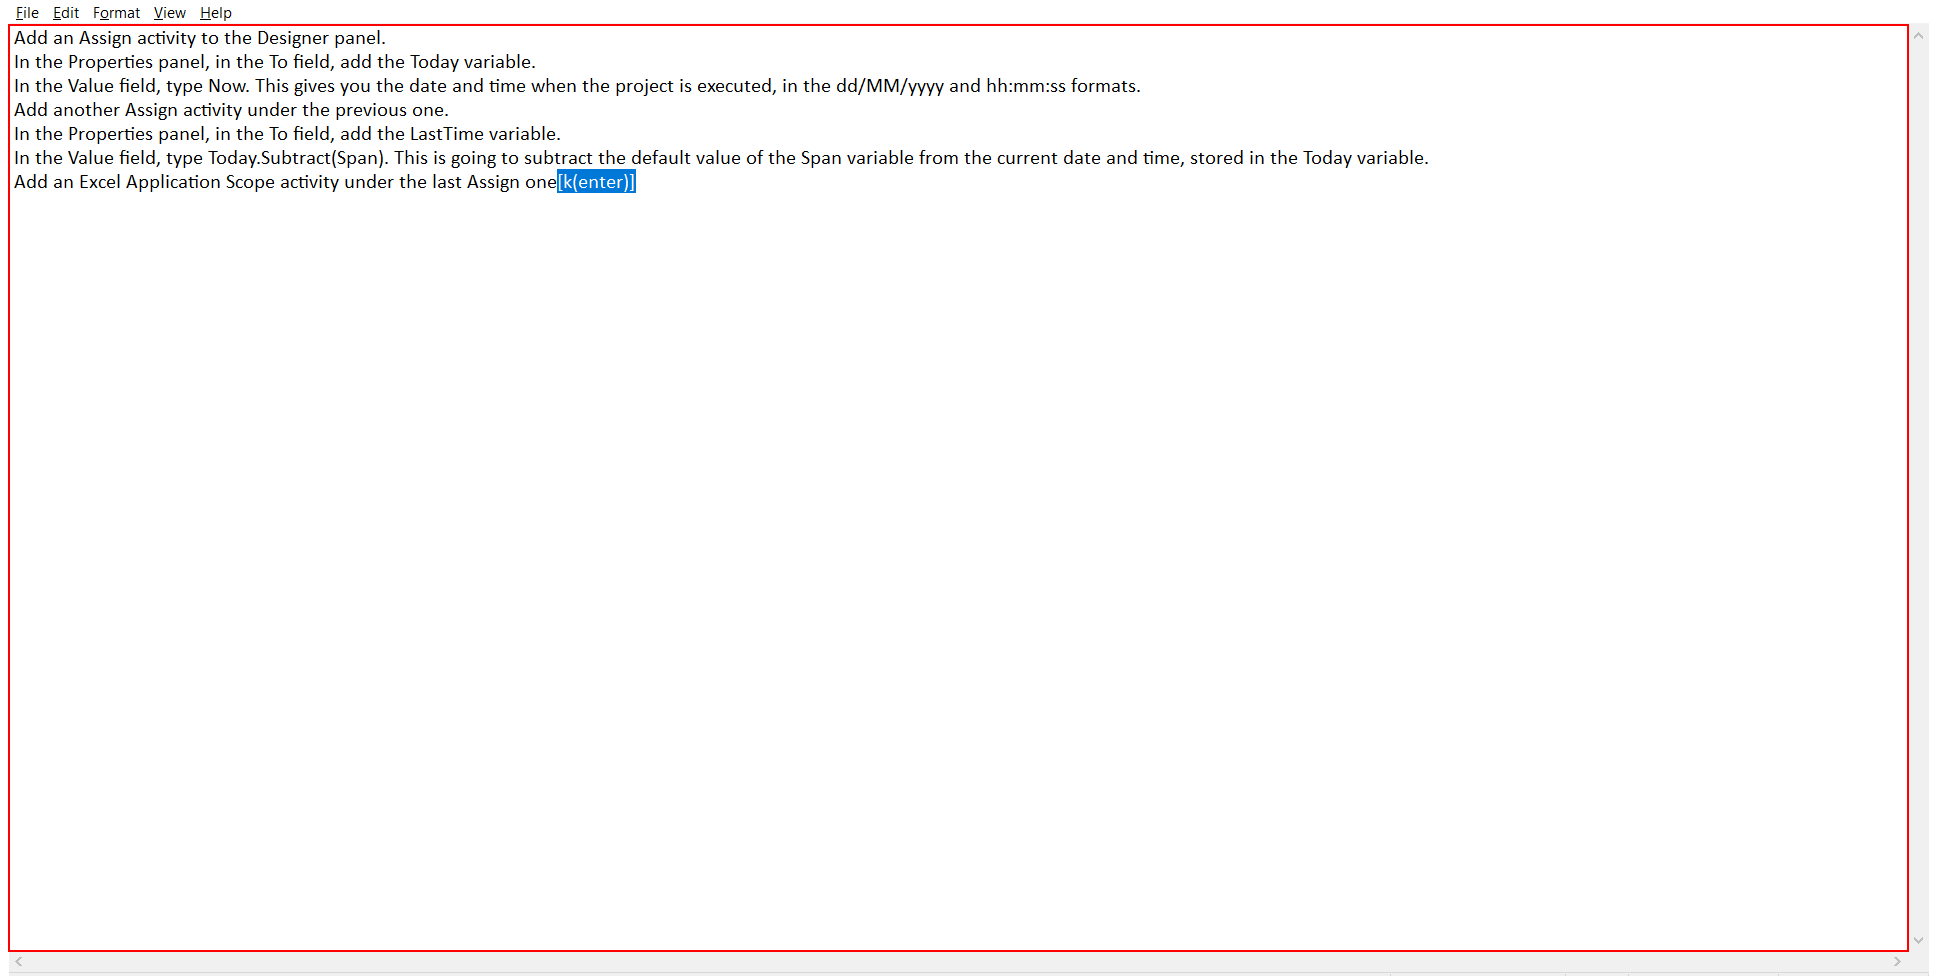 File Edit Format View Help
Add an Assign activity to the Designer panel.
In the Properties panel, in the To field, add the Today variable.
In the Value field, type Now. This gives you the date and time when the project is executed, in the dd/MM/yyyy and hh:mm:ss formats.
Add another Assign activity under the previous one.
In the Properties panel, in the To field, add the LastTime variable.
In the Value field, type Today.Subtract(Span). This is going to subtract the default value of the Span variable from the current date and time, stored in the Today variable.
Add an Excel Application Scope activity under the last Assign one[k(enter)]